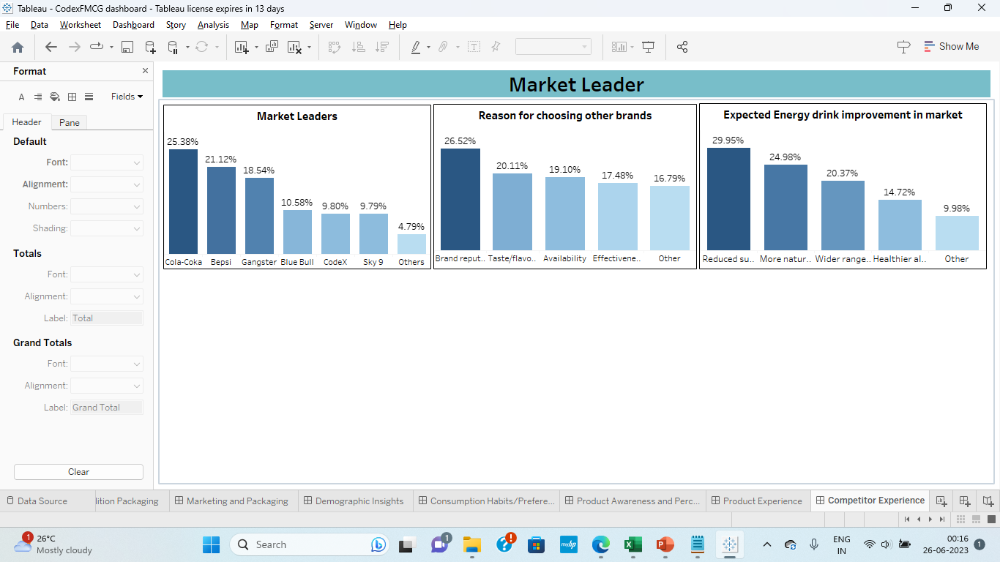 Tableau - CodexFMCG dashboard - Tableau license expires in 13 days
File Data Worksheet Dashboard Story Analysis Map Format Server Window Help
Show Me
Format
Fields
Header Pane
Default
Font:
Alignment:
Numbers:
Shading:
Totals
Font:
Alignment:
Label: Total
Grand Totals
Font:
Alignment:
Label: Grand Total
Clear
Market Leader
Market Leaders
25.38%
21.12%
18.54%
10.58%
9.80%
9.79%
4.79%
Cola-Coka Bepsi Gangster Blue Bull CodeX Sky 9 Others
Reason for choosing other brands
26.52%
20.11%
19.10%
17.48%
16.79%
Brand reput.. Taste/flavo.. Availability Effectivene.. Other
Expected Energy drink improvement in market
29.95%
24.98%
20.37%
14.72%
9.98%
Reduced su.. More natur.. Wider range.. Healthier al.. Other
Data Source lition Packaging Marketing and Packaging Demographic Insights Consumption Habits/Prefere... Product Awareness and Perc... Product Experience Competitor Experience
1
26°C
Mostly cloudy
Search
1
myhp
ENG
IN
00:16
26-06-2023
1